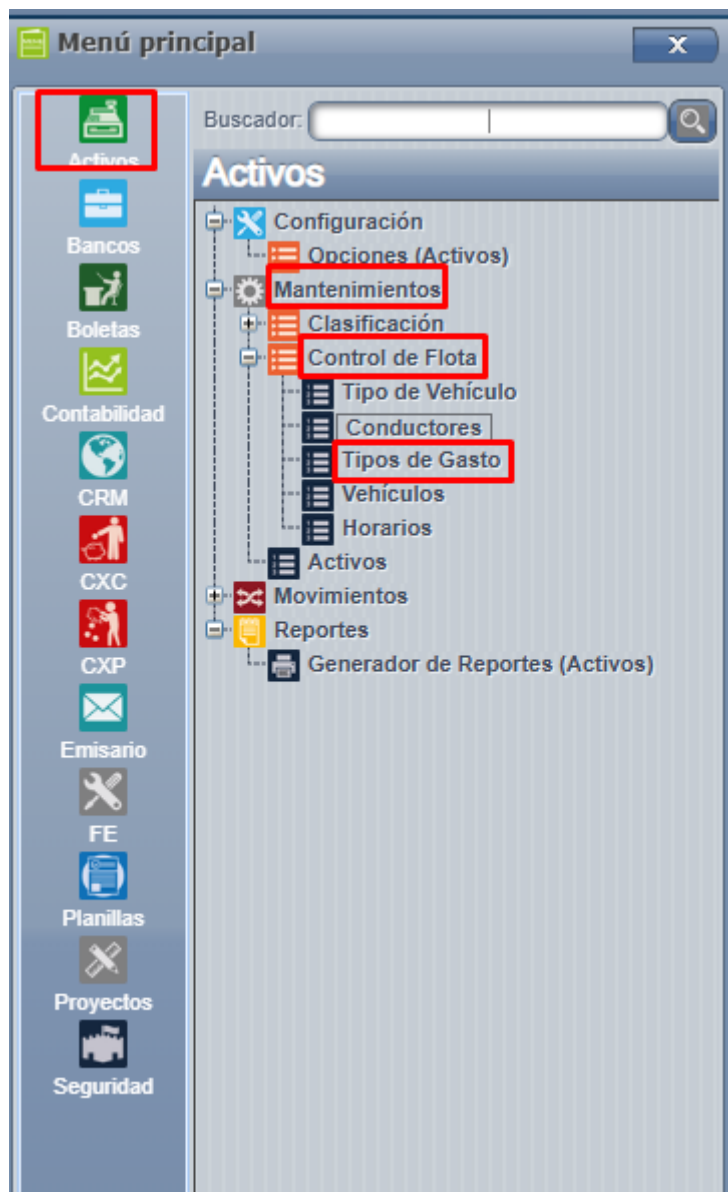 Menú principal
x
Buscador:
Activos
Bancos
Boletas
Contabilidad
CRM
CXC
CXP
Emisario
FE
Planillas
Proyectos
Seguridad
Activos
Configuración
Opciones (Activos)
Mantenimientos
Clasificación
Control de Flota
Tipo de Vehículo
Conductores
Tipos de Gasto
Vehículos
Horarios
Activos
Movimientos
Reportes
Generador de Reportes (Activos)